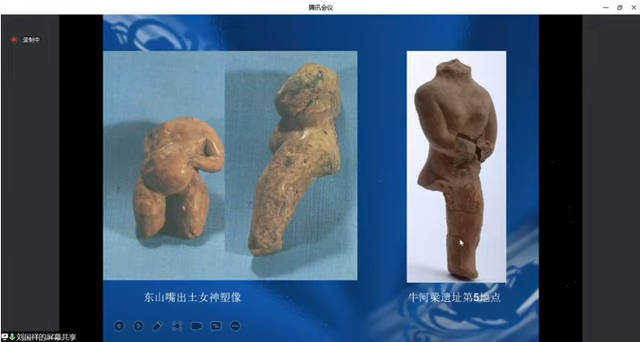 腾讯会议
录制中
东山嘴出土女神塑像
牛河梁遗址第5地点
刘国祥的屏幕共享